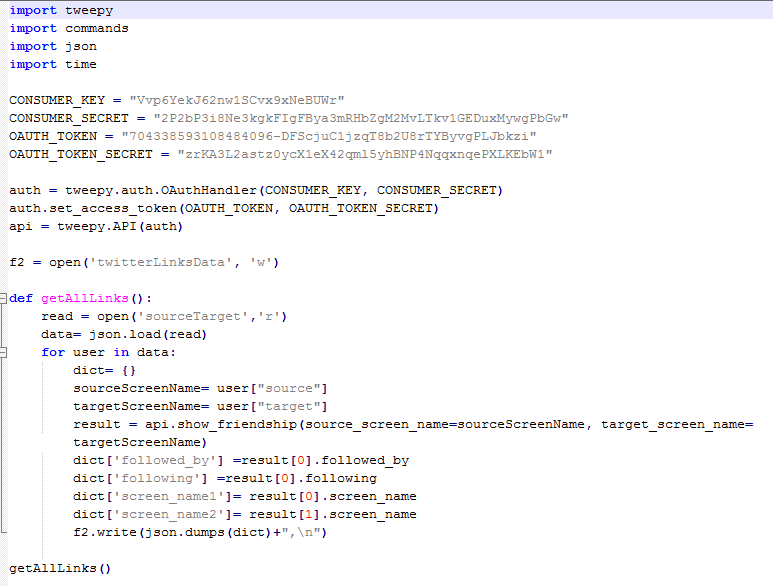 import tweepy
import commands
import json
import time
CONSUMER_KEY = "Vvp6YekJ62nw1SCvx9xNeBUWr"
CONSUMER_SECRET = "2P2bP3i8Ne3kgkFIgFBya3mRHbZgM2MvLTkv1GEDuxMywgPbGw"
OAUTH_TOKEN = "704338593108484096-DFScjuC1jzqT8b2U8rTYByvgPLJbkzi"
OAUTH_TOKEN_SECRET = "zrKA3L2astz0ycX1eX42qml5yhBNP4NqqxnqePXLKEbW1"
auth = tweepy.auth.OAuthHandler(CONSUMER_KEY, CONSUMER_SECRET)
auth.set_access_token(OAUTH_TOKEN, OAUTH_TOKEN_SECRET)
api = tweepy.API(auth)
f2 = open('twitterLinksData', 'w')
def getAllLinks():
    read = open('sourceTarget','r')
    data= json.load(read)
    for user in data:
        dict= {}
        sourceScreenName= user["source"]
        targetScreenName= user["target"]
        result = api.show_friendship(source_screen_name=sourceScreenName, target_screen_name=
        targetScreenName)
        dict['followed_by'] =result[0].followed_by
        dict['following'] =result[0].following
        dict['screen_name1']= result[0].screen_name
        dict['screen_name2']= result[1].screen_name
        f2.write(json.dumps(dict)+",\n")
getAllLinks()